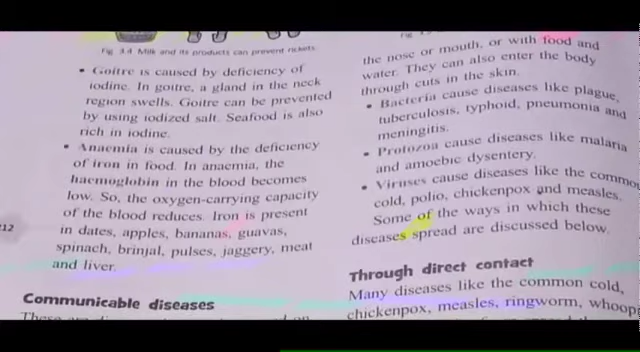 Fig 3.4 Milk and its products can prevent rickets
• Goitre is caused by deficiency of
iodine. In goitre, a gland in the neck
region swells. Goitre can be prevented
by using iodized salt. Seafood is also
rich in iodine.
• Anaemia is caused by the deficiency
of iron in food. In anaemia, the
haemoglobin in the blood becomes
low. So, the oxygen-carrying capacity
of the blood reduces. Iron is present
in dates, apples, bananas, guavas,
spinach, brinjal, pulses, jaggery, meat
and liver.
Communicable diseases
212
Fig
the nose or mouth, or with food and
water. They can also enter the body
through cuts in the skin.
• Bacteria cause diseases like plague,
tuberculosis, typhoid, pneumonia and
meningitis.
• Protozoa cause diseases like malaria
and amoebic dysentery.
• Viruses cause diseases like the common
cold, polio, chickenpox and measles.
Some of the ways in which these
diseases spread are discussed below.
Through direct contact
Many diseases like the common cold,
chickenpox, measles, ringworm, whoopi